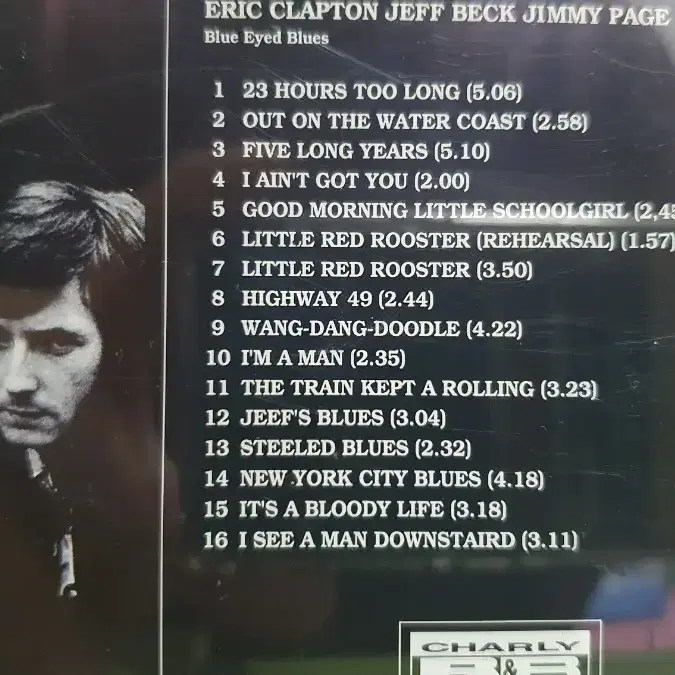 ERIC CLAPTON JEFF BECK JIMMY PAGE
Blue Eyed Blues
1 23 HOURS TOO LONG (5.06)
2 OUT ON THE WATER COAST (2.58)
3 FIVE LONG YEARS (5.10)
4 I AIN'T GOT YOU (2.00)
5 GOOD MORNING LITTLE SCHOOLGIRL (2,45
6 LITTLE RED ROOSTER (REHEARSAL) (1.57)
7 LITTLE RED ROOSTER (3.50)
8 HIGHWAY 49 (2.44)
9 WANG-DANG-DOODLE (4.22)
10 I'M A MAN (2.35)
11 THE TRAIN KEPT A ROLLING (3.23)
12 JEEF'S BLUES (3.04)
13 STEELED BLUES (2.32)
14 NEW YORK CITY BLUES (4.18)
15 IT'S A BLOODY LIFE (3.18)
16 I SEE A MAN DOWNSTAIRD (3.11)
CHARLY
R&B